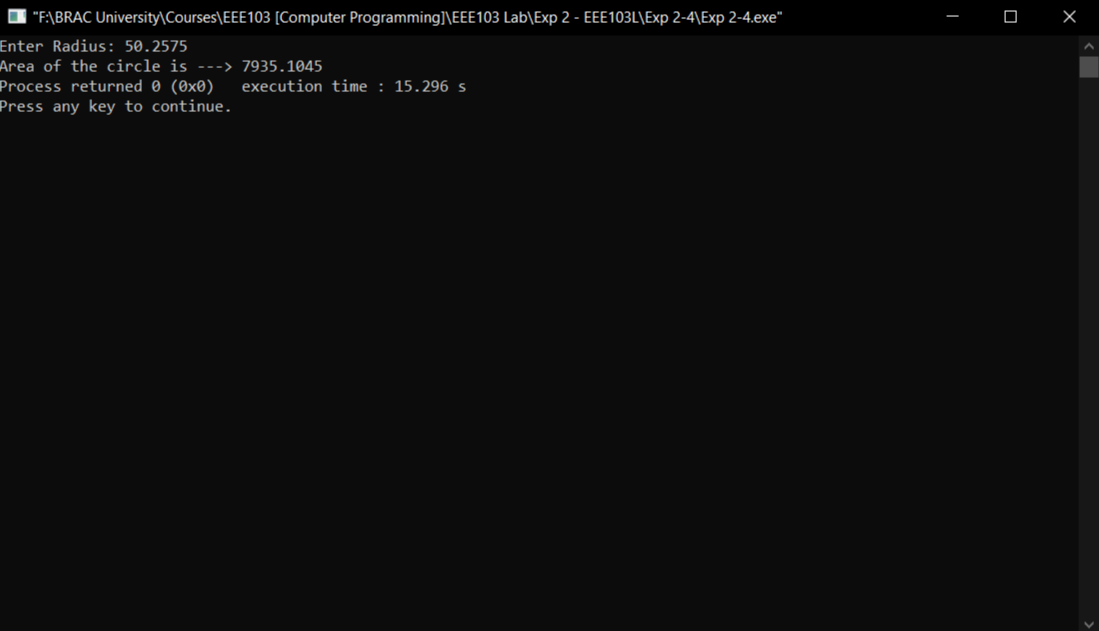 "F:\BRAC University\Courses\EEE103 [Computer Programming]\EEE103 Lab\Exp 2 - EEE103L\Exp 2-4\Exp 2-4.exe"
Enter Radius: 50.2575
Area of the circle is ---> 7935.1045
Process returned 0 (0x0)   execution time : 15.296 s
Press any key to continue.